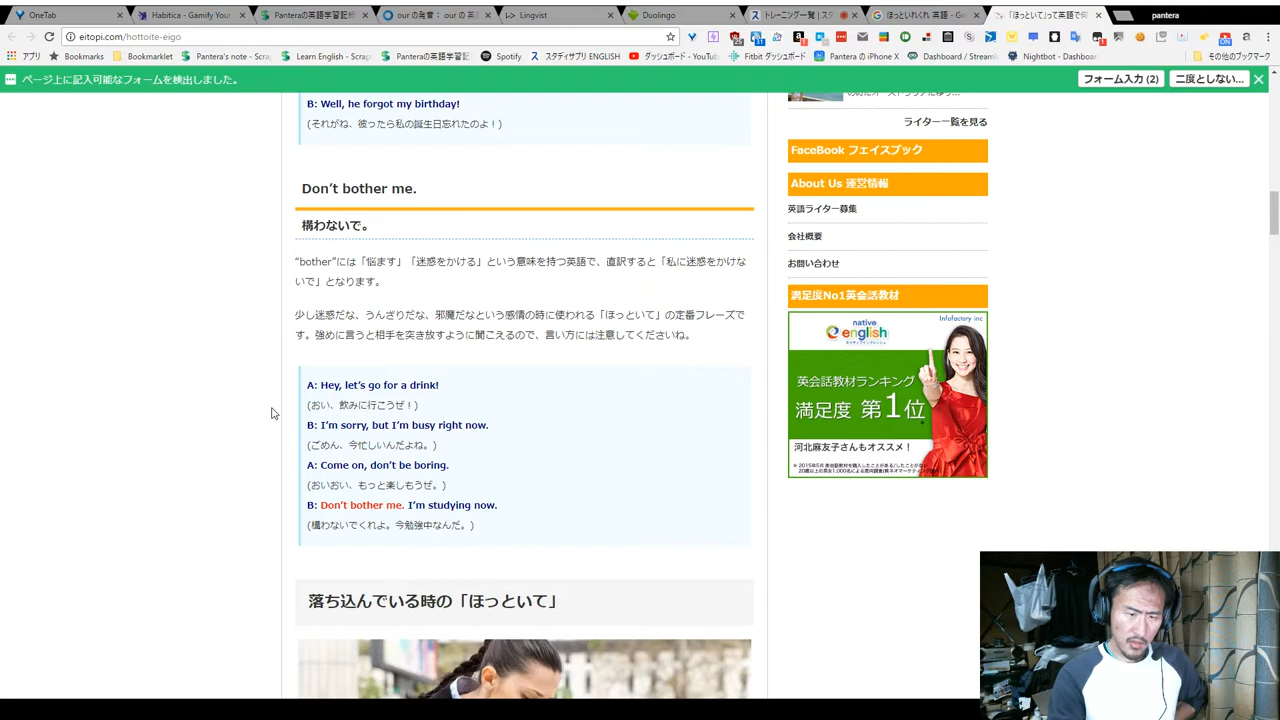 OneTab
Habitica - Gamify Your
Panteraの英語学習記録
our の発音: our の英
Lingvist
Duolingo
トレーニング一覧 | ス
ほっといれくれ 英語 - Go
「ほっといて」って英語で何
pantera
eitopi.com/hottoite-eigo
アプリ
Bookmarks
Bookmarklet
Pantera's note - Scrap
Learn English - Scrap
Panteraの英語学習記
Spotify
スタディサプリ ENGLISH
ダッシュボード - YouTub
Fitbit ダッシュボード
Pantera の iPhone X
Dashboard / Streamlabs
Nightbot - Dashboa
その他のブックマーク
ページ上に記入可能なフォームを検出しました。
フォーム入力 (2)
二度としない...
B: Well, he forgot my birthday!
(それがね、彼ったら私の誕生日忘れたのよ！)
Don’t bother me.
構わないで。
“bother”には「悩ます」「迷惑をかける」という意味を持つ英語で、直訳すると「私に迷惑をかけな
いで」となります。
少し迷惑だな、うんざりだな、邪魔だなという感情の時に使われる「ほっといて」の定番フレーズで
す。強めに言うと相手を突き放すように聞こえるので、言い方には注意してくださいね。
A: Hey, let’s go for a drink!
(おい、飲みに行こうぜ！)
B: I’m sorry, but I’m busy right now.
(ごめん、今忙しいんだよね。)
A: Come on, don’t be boring.
(おいおい、もっと楽しもうぜ。)
B: Don’t bother me. I’m studying now.
(構わないでくれよ。今勉強中なんだ。)
落ち込んでいる時の「ほっといて」
ライター一覧を見る
FaceBook フェイスブック
About Us 運営情報
英語ライター募集
会社概要
お問い合わせ
満足度No1英会話教材
Infofactory inc
native
english
英会話教材ランキング
満足度 第1位
河北麻友子さんもオススメ！